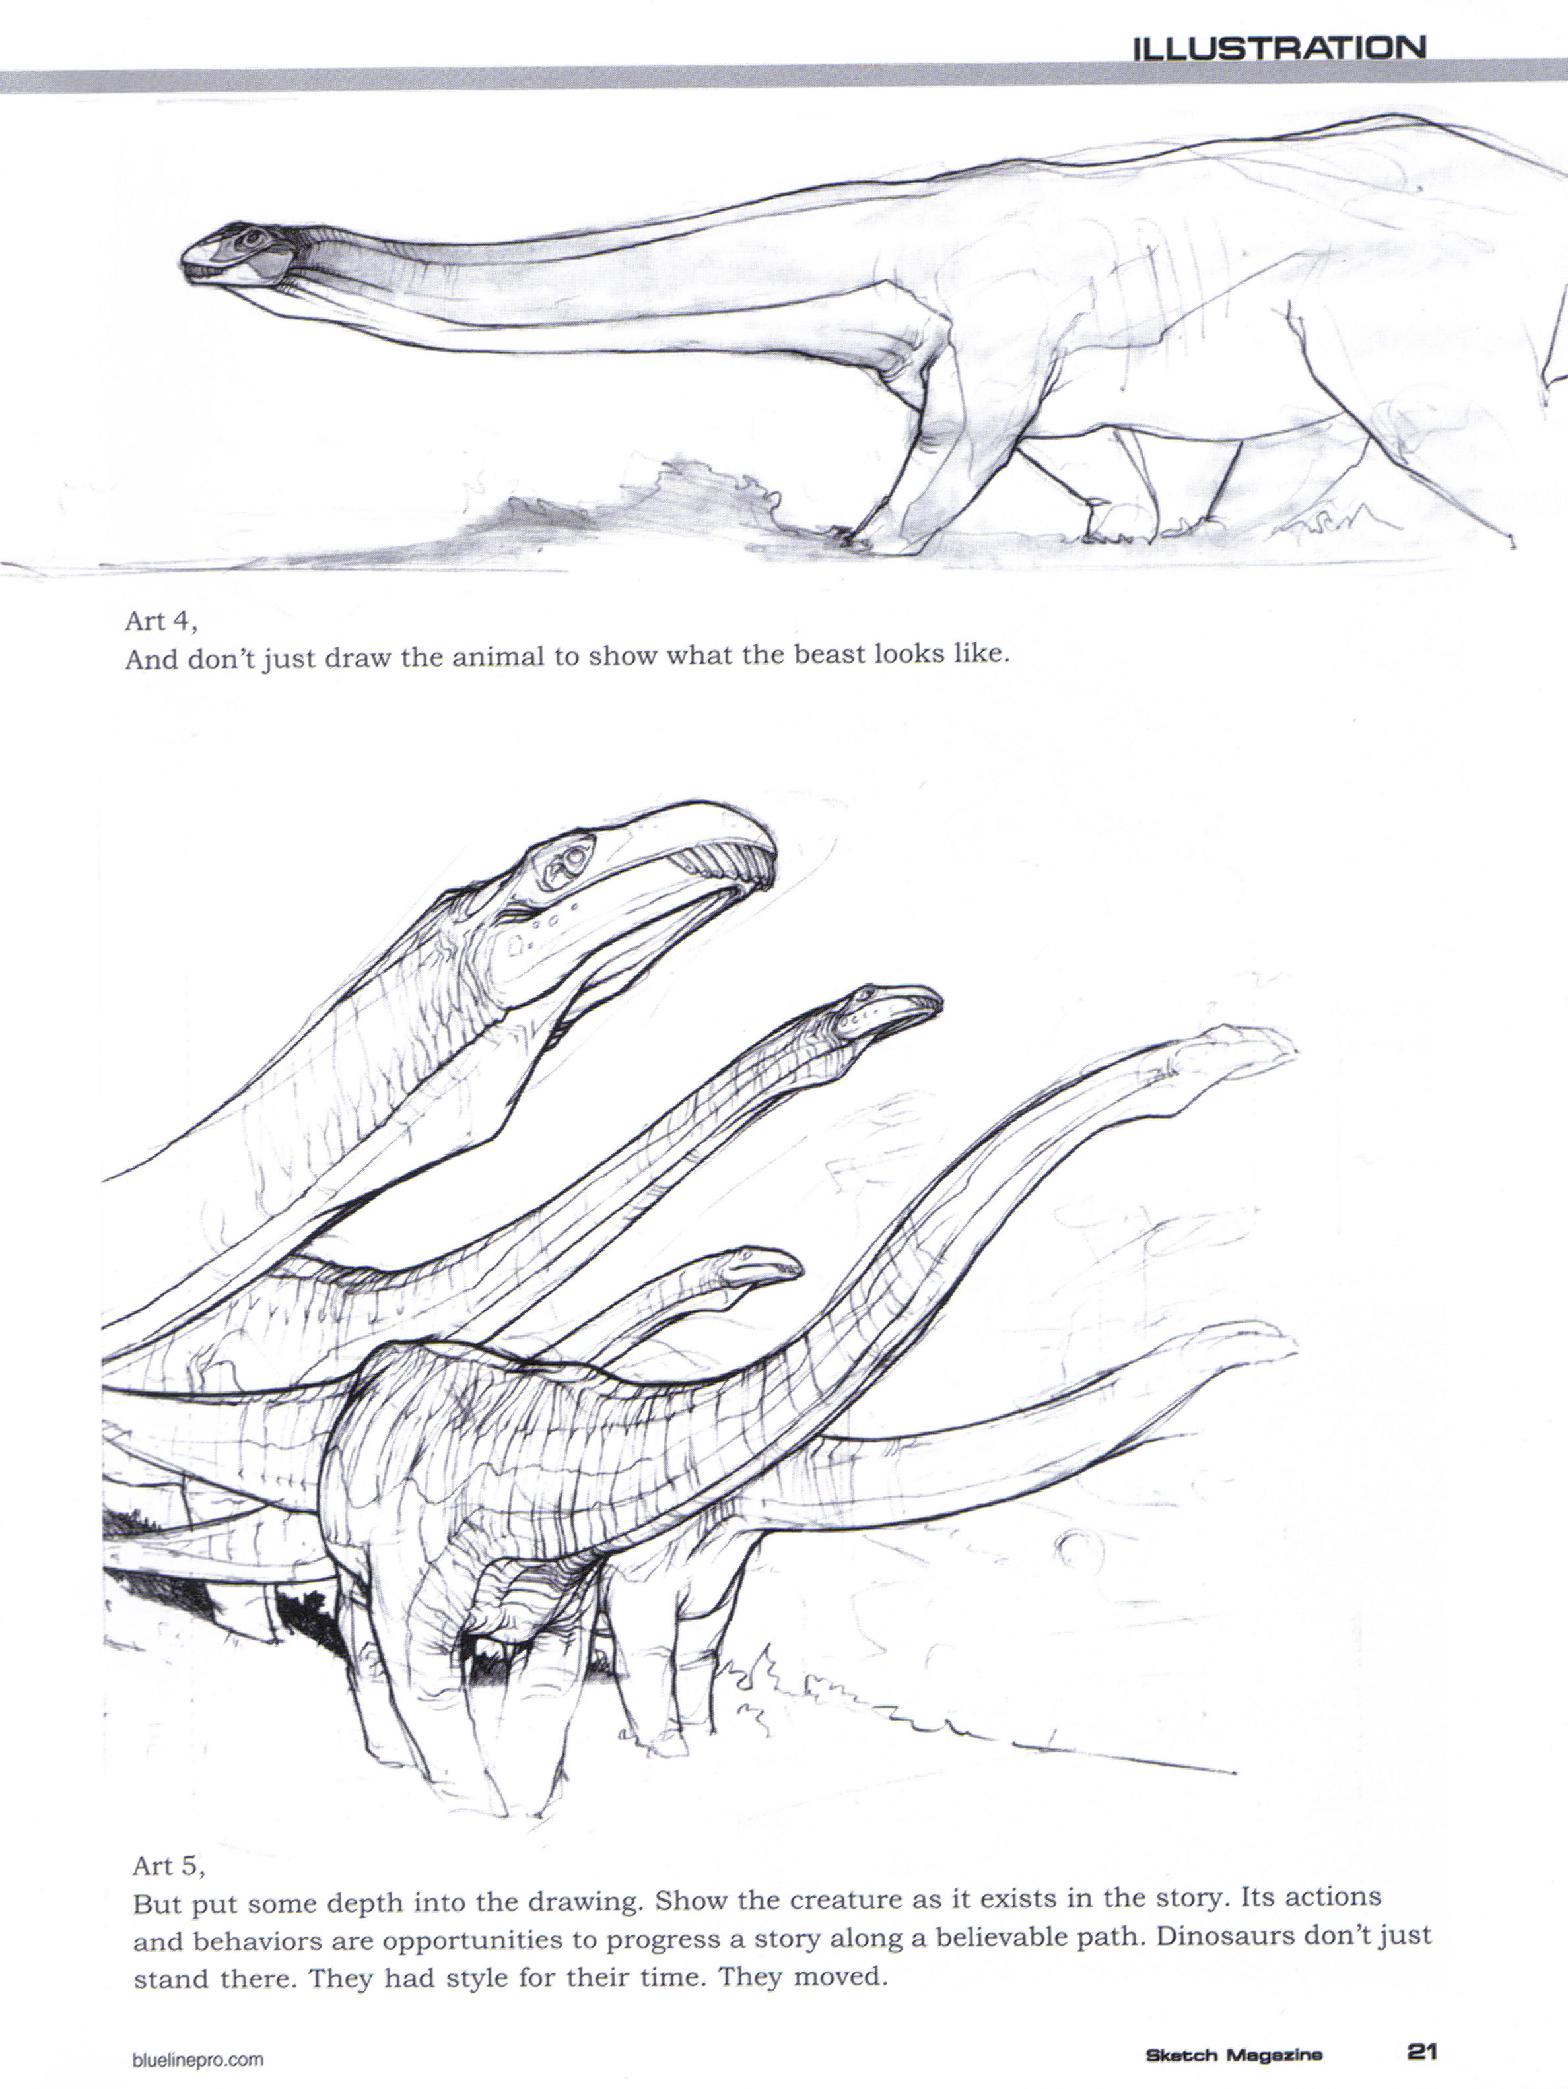 ILLUSTRATION
Art 4,
And don't just draw the animal to show what the beast looks like.
Art 5,
But put some depth into the drawing. Show the creature as it exists in the story. Its actions
and behaviors are opportunities to progress a story along a believable path. Dinosaurs don't just
stand there. They had style for their time. They moved.
bluelinepro.com
Sketch Magazine 21